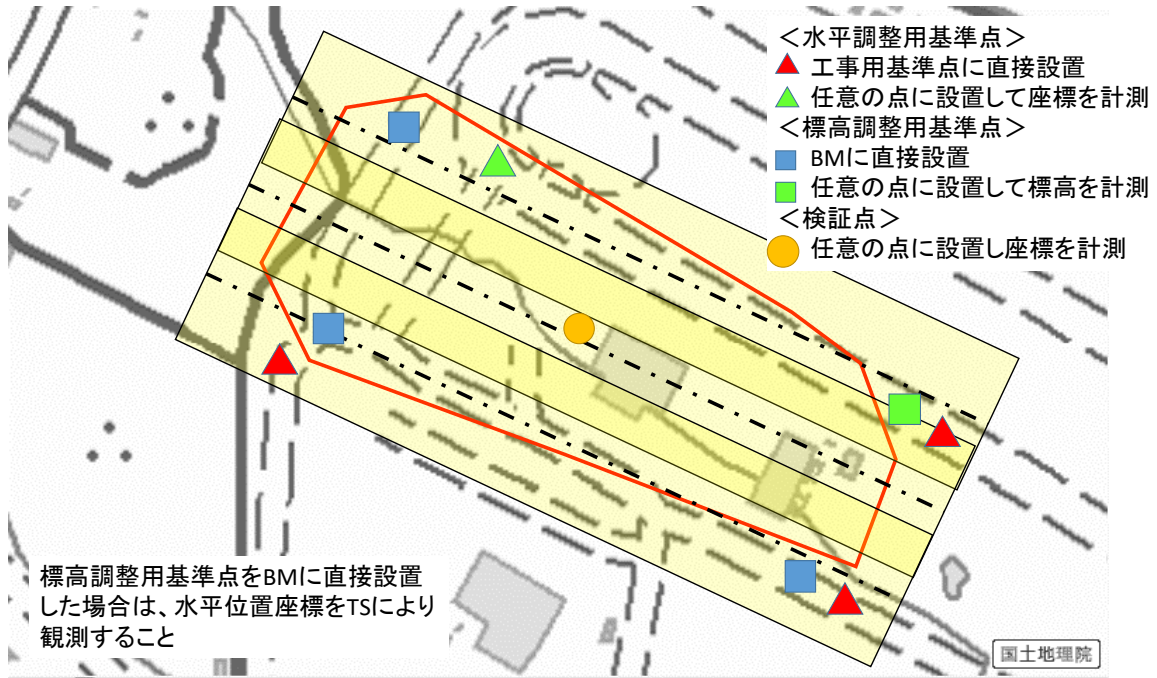 ＜水平調整用基準点＞
工事用基準点に直接設置
任意の点に設置して座標を計測
＜標高調整用基準点＞
BMに直接設置
任意の点に設置して標高を計測
＜検証点＞
任意の点に設置し座標を計測
標高調整用基準点をBMに直接設置
した場合は、水平位置座標をTSにより
観測すること
国土地理院